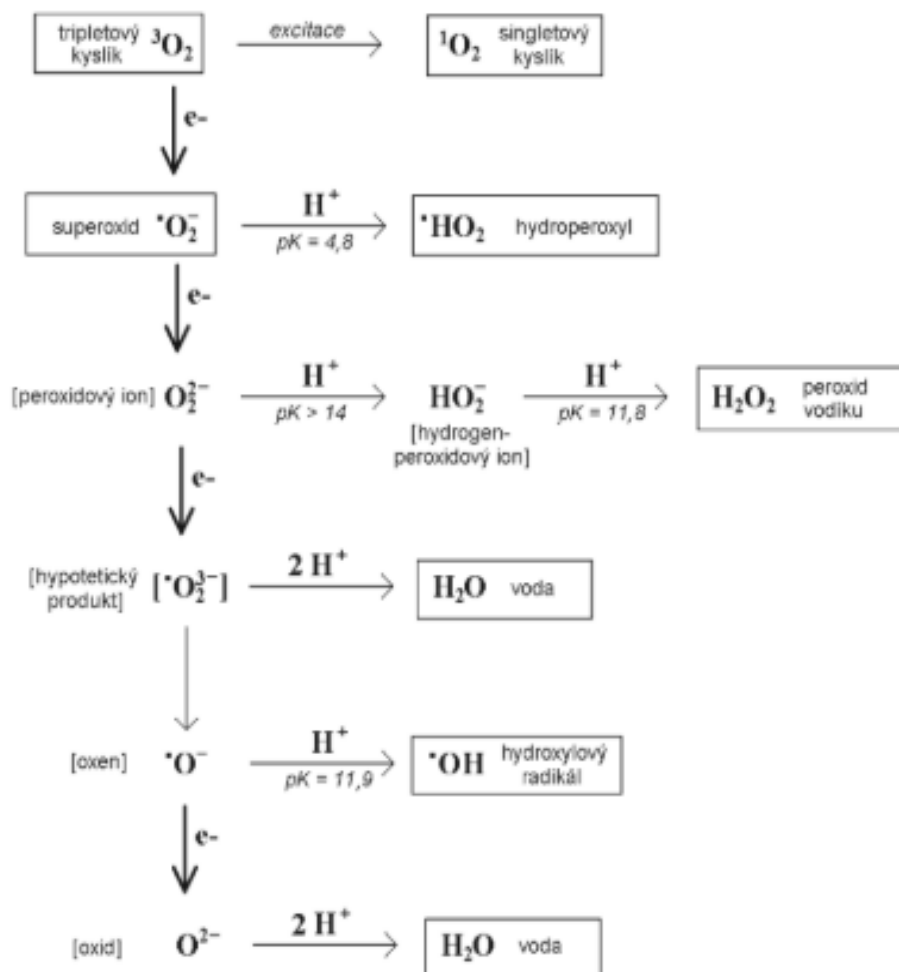 tripletový kyslík ³O₂ excitace ¹O₂ singletový kyslík
e-
superoxid •O₂⁻ H⁺ pK = 4,8 •HO₂ hydroperoxyl
e-
[peroxidový ion] O₂²⁻ H⁺ pK > 14 HO₂⁻ [hydrogen-peroxidový ion] H⁺ pK = 11,8 H₂O₂ peroxid vodíku
e-
[hypotetický produkt] [•O₂³⁻] 2 H⁺ H₂O voda
[oxen] •O⁻ H⁺ pK = 11,9 •OH hydroxylový radikál
e-
[oxid] O²⁻ 2 H⁺ H₂O voda